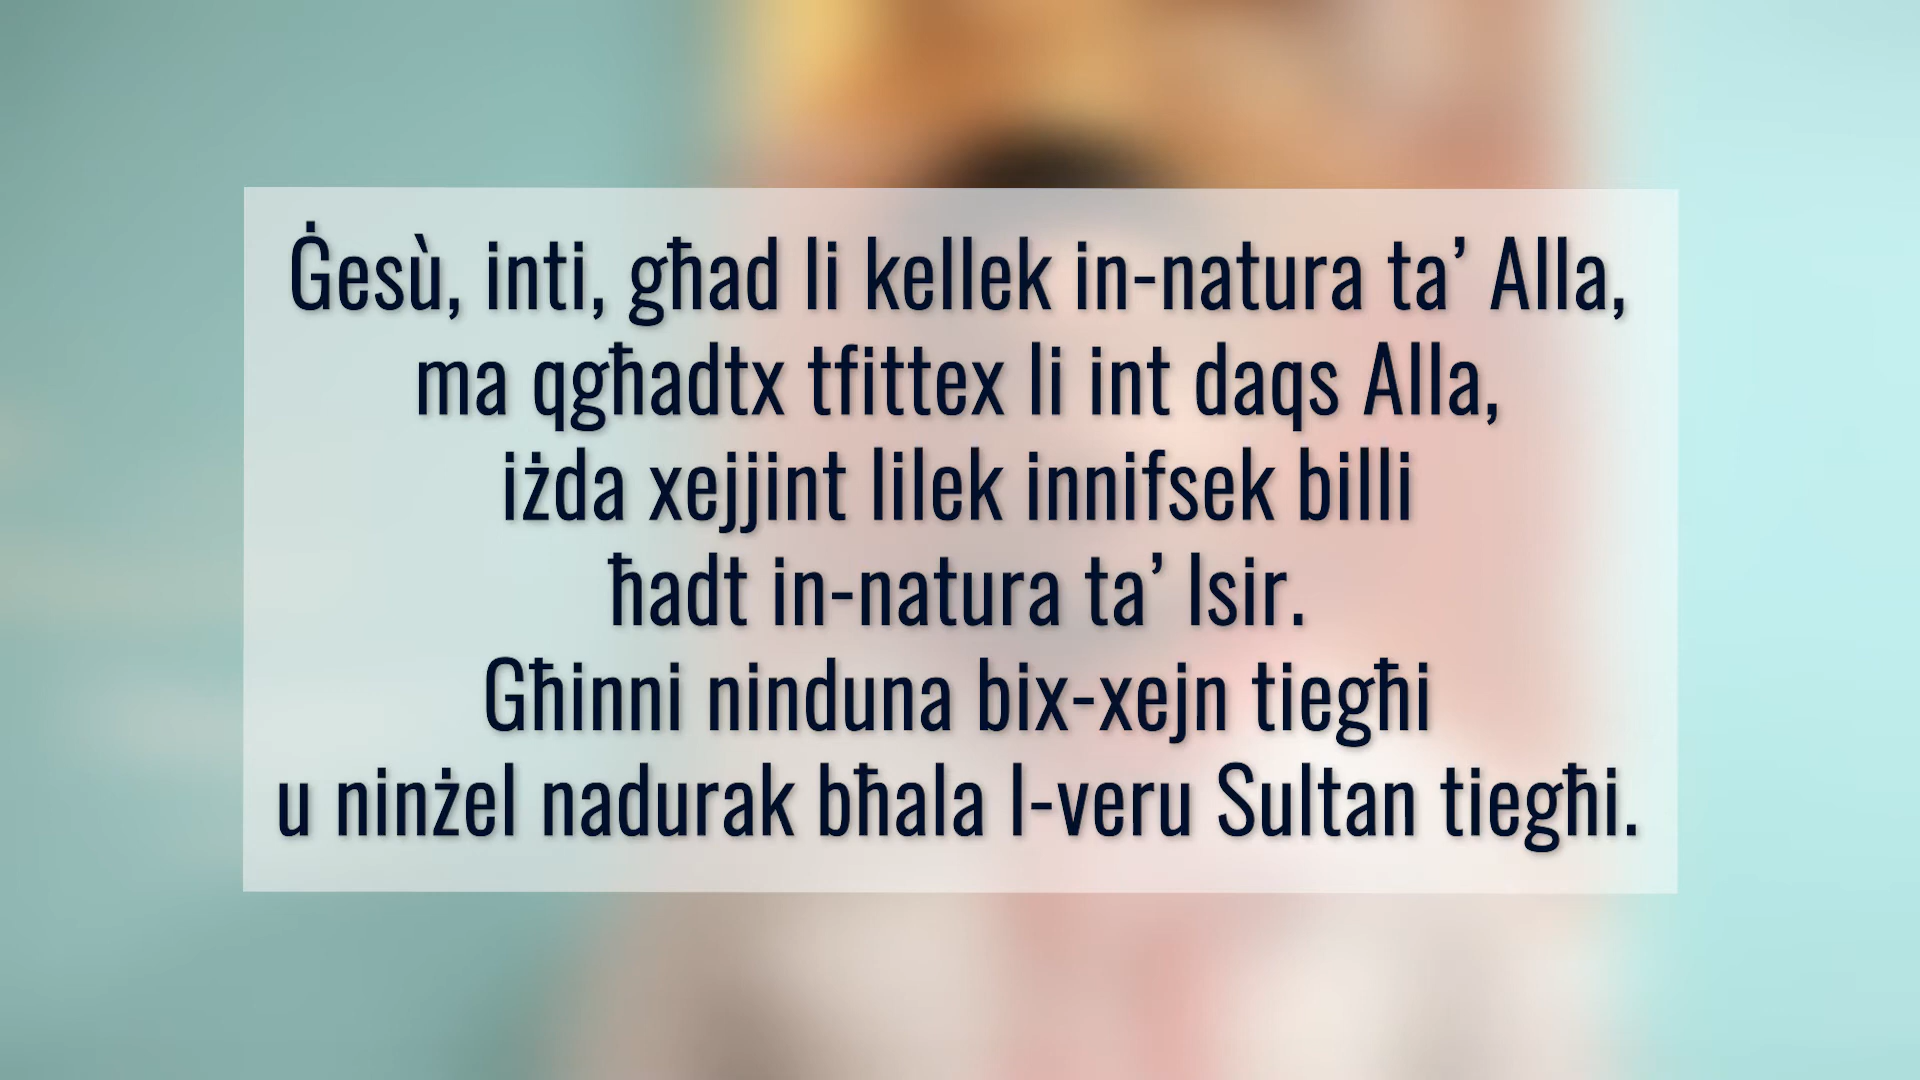 Ġesù, inti, għad li kellek in-natura ta’ Alla,
ma qgħadtx tfittex li int daqs Alla,
iżda xejjint lilek innifsek billi
ħadt in-natura ta’ lsir.
Għinni ninduna bix-xejn tiegħi
u ninżel nadurak bħala l-veru Sultan tiegħi.